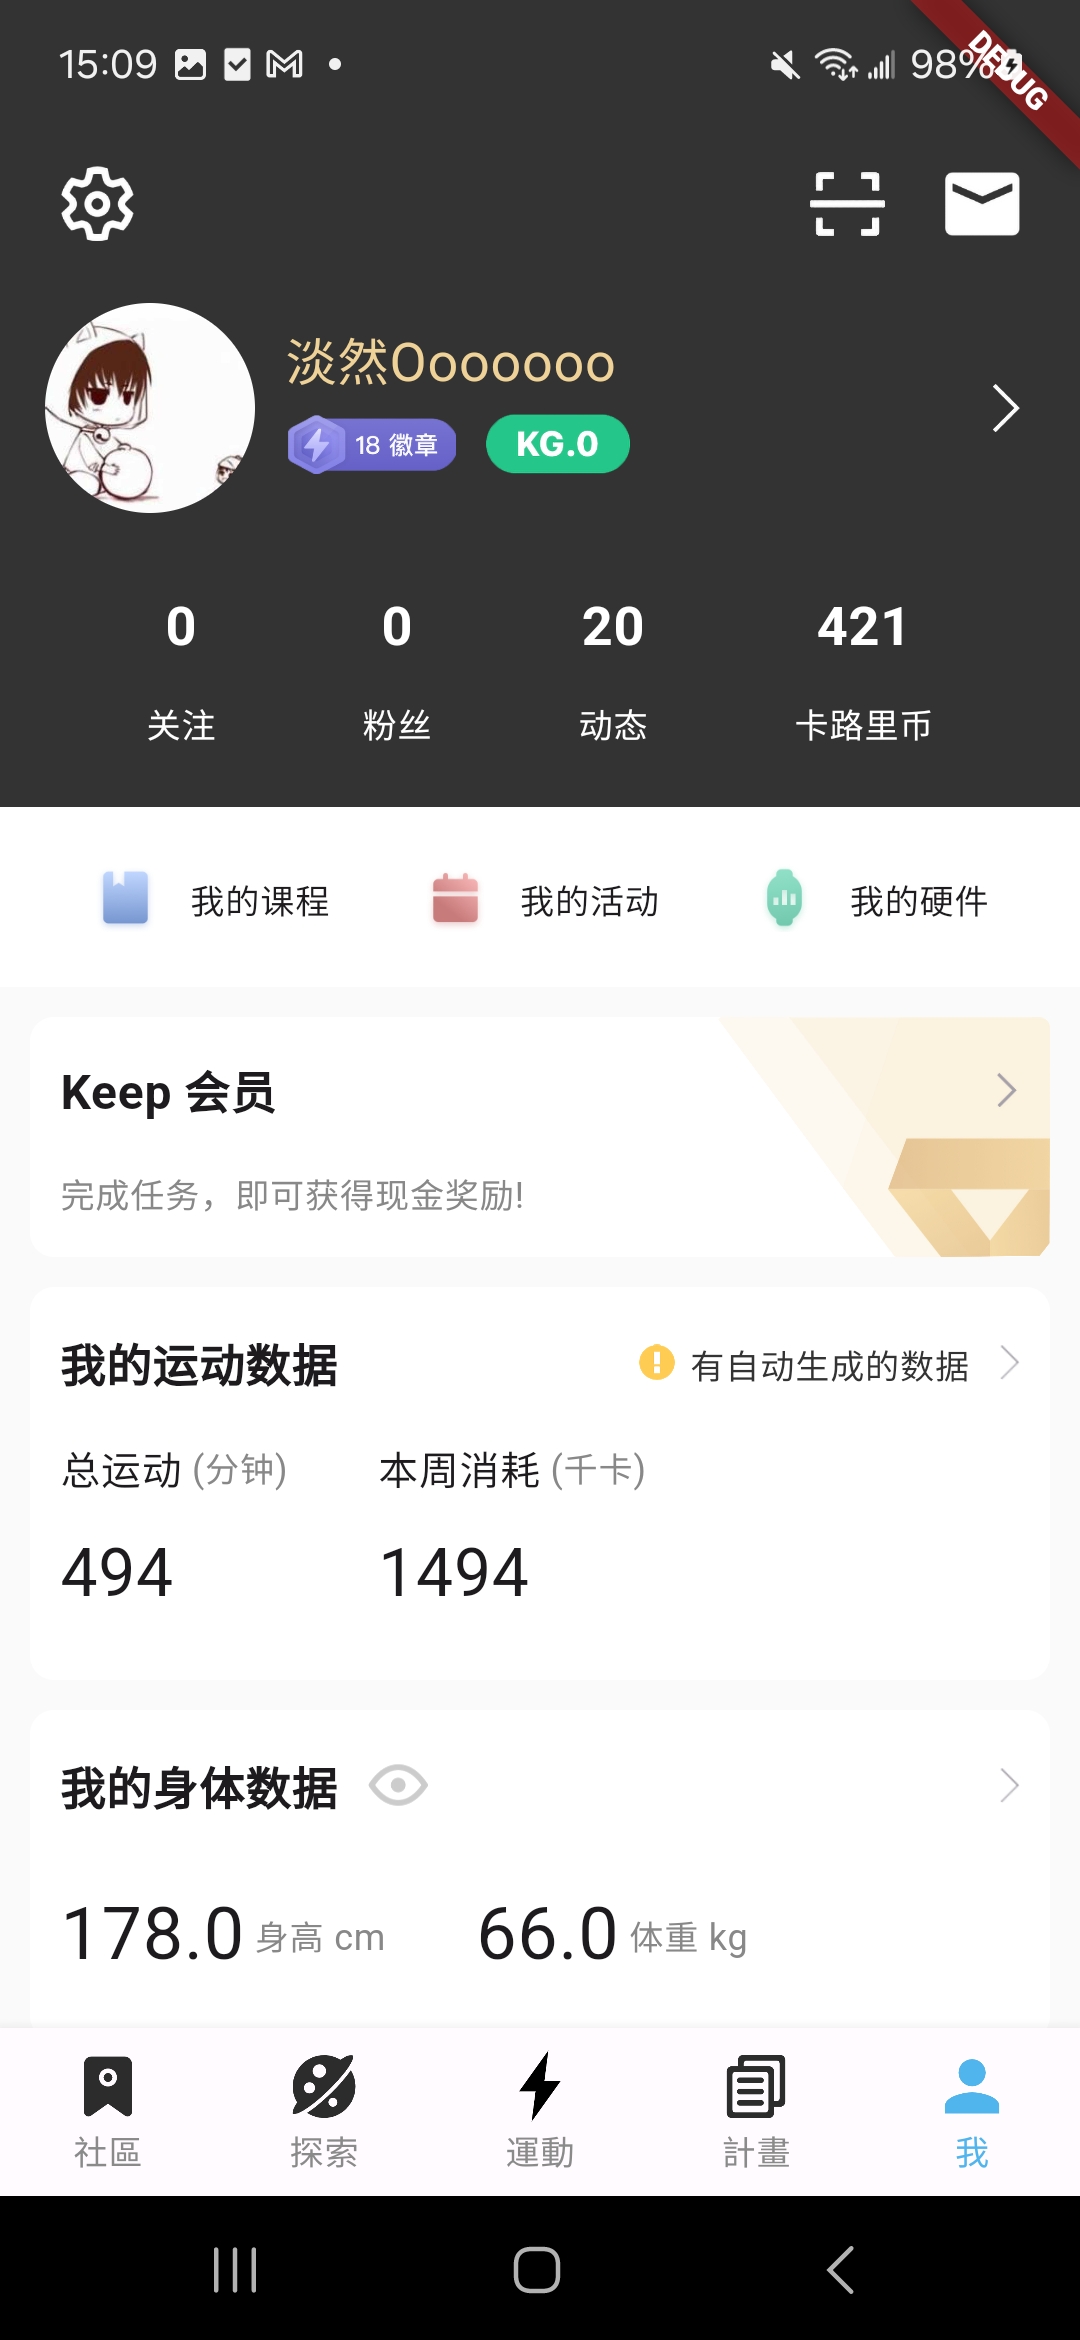 15:09
98%
DEBUG
淡然Ooooooo
18 徽章
KG.0
0 0 20 421
关注 粉丝 动态 卡路里币
我的课程 我的活动 我的硬件
Keep 会员
完成任务，即可获得现金奖励!
我的运动数据 有自动生成的数据
总运动 (分钟) 本周消耗 (千卡)
494 1494
我的身体数据
178.0 身高 cm 66.0 体重 kg
社區 探索 運動 計畫 我